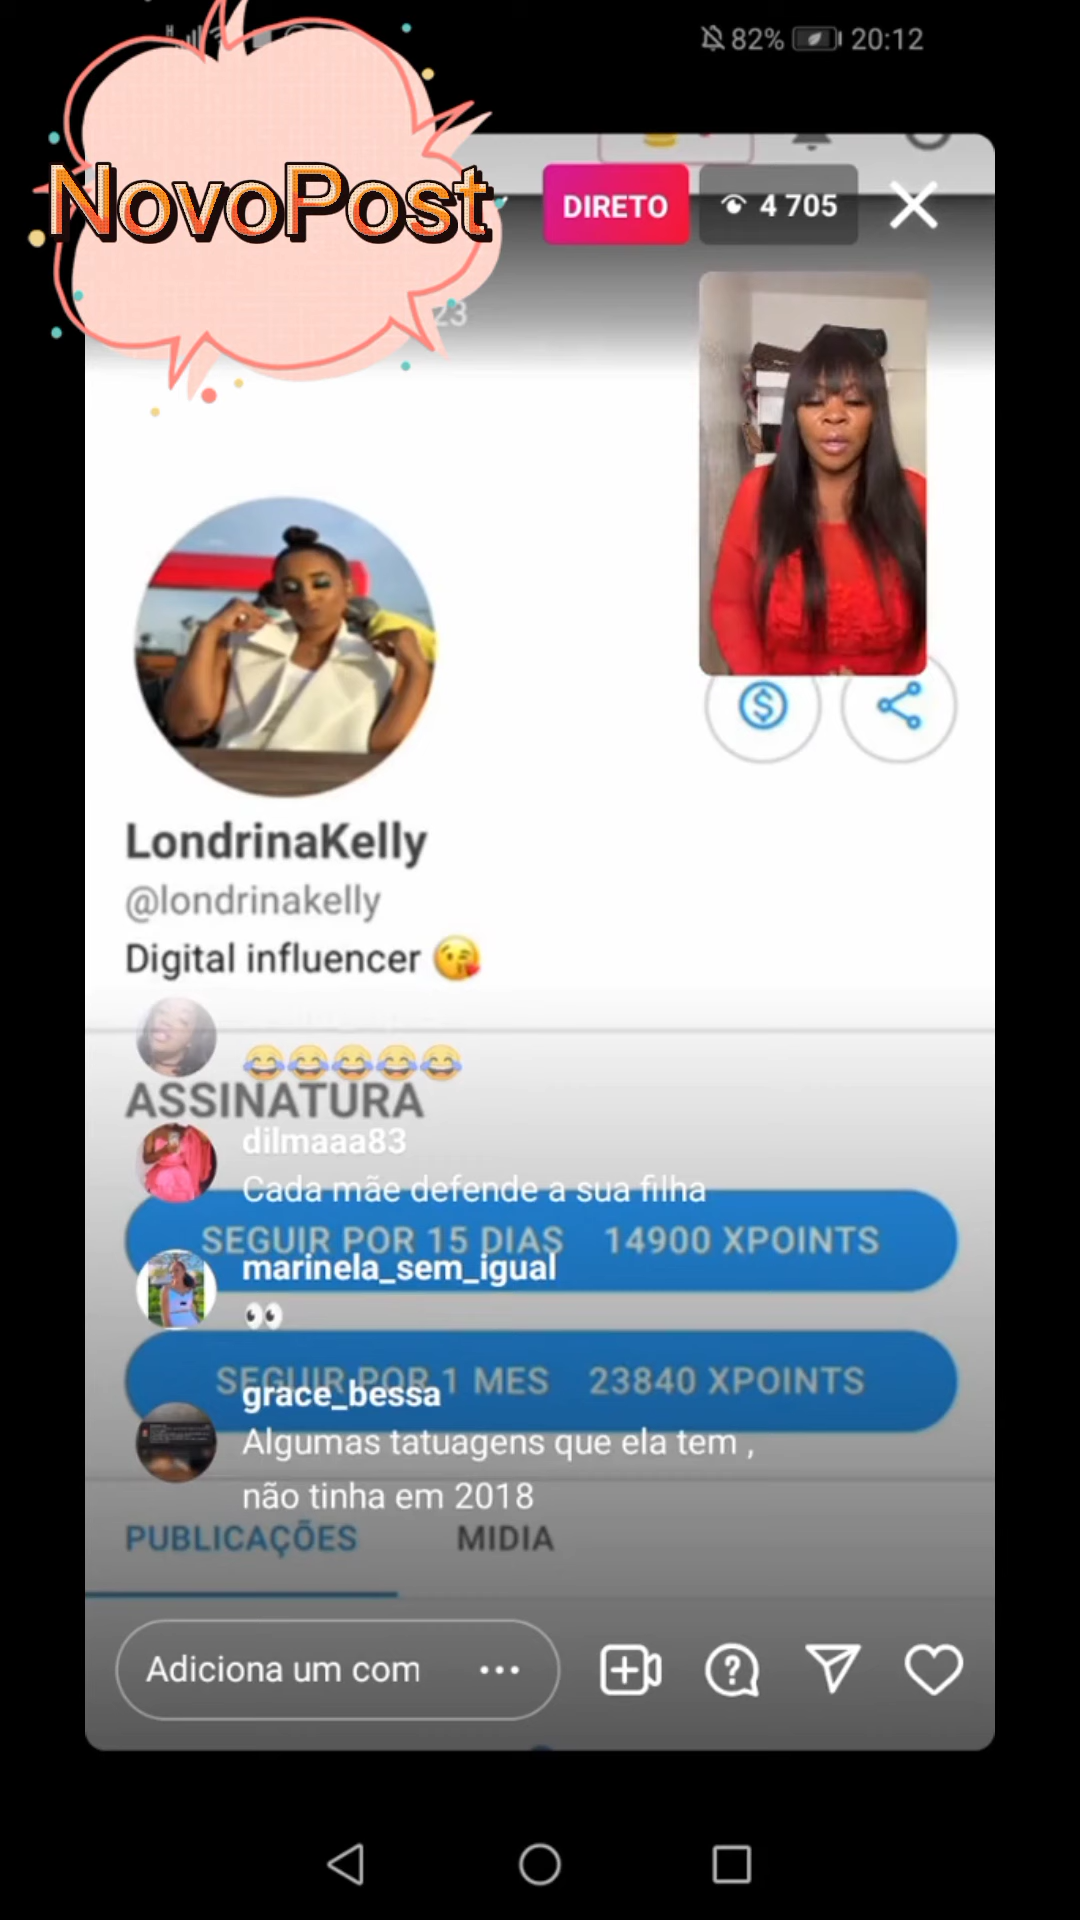 82% 20:12
NovoPost
DIRETO
4 705
23
LondrinaKelly
@londrinakelly
Digital influencer 😘
😂😂😂😂😂
ASSINATURA
dilmaaa83
Cada mãe defende a sua filha
SEGUIR POR 15 DIAS 14900 XPOINTS
marinela_sem_igual
👀
SEGUIR POR 1 MES 23840 XPOINTS
grace_bessa
Algumas tatuagens que ela tem ,
não tinha em 2018
PUBLICAÇÕES MIDIA
Adiciona um com